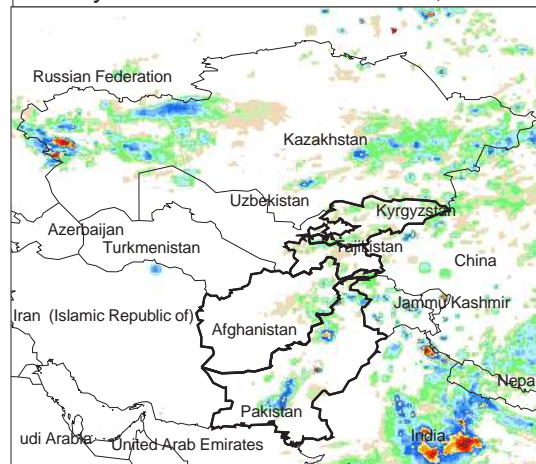 Russian Federation
Kazakhstan
Uzbekistan
Kyrgyzstan
Azerbaijan
Turkmenistan
Tajikistan
China
Jammu Kashmir
Iran (Islamic Republic of)
Afghanistan
Nepa
Pakistan
India
udi Arabia
United Arab Emirates